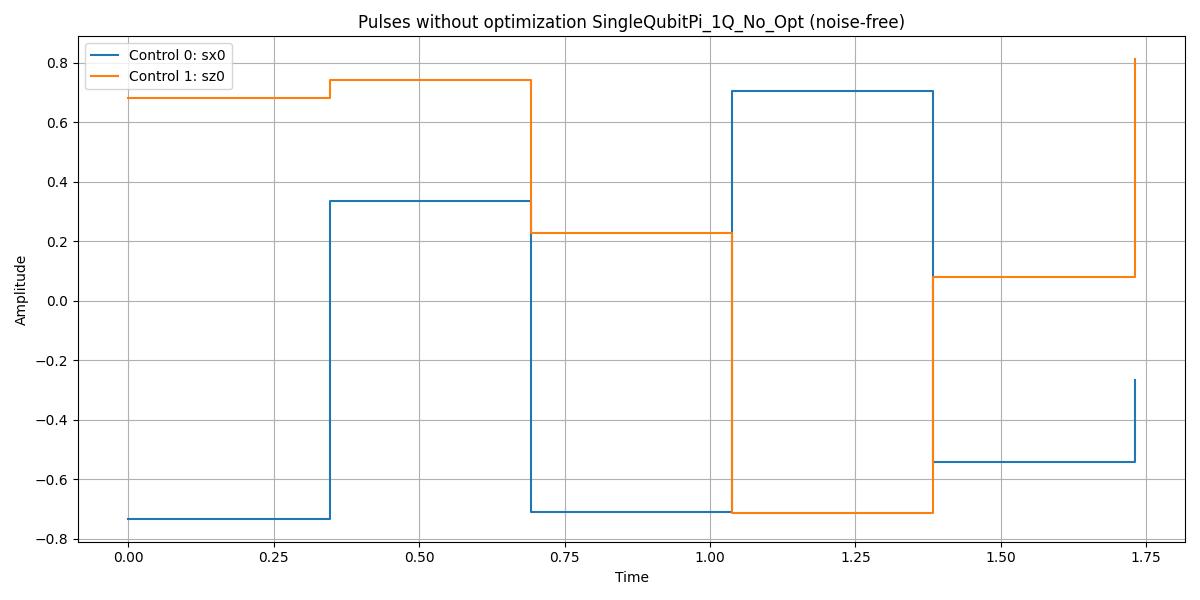 Pulses without optimization SingleQubitPi_1Q_No_Opt (noise-free)
Control 0: sx0
Control 1: sz0
Amplitude
0.8
0.6
0.4
0.2
0.0
−0.2
−0.4
−0.6
−0.8
0.00 0.25 0.50 0.75 1.00 1.25 1.50 1.75
Time